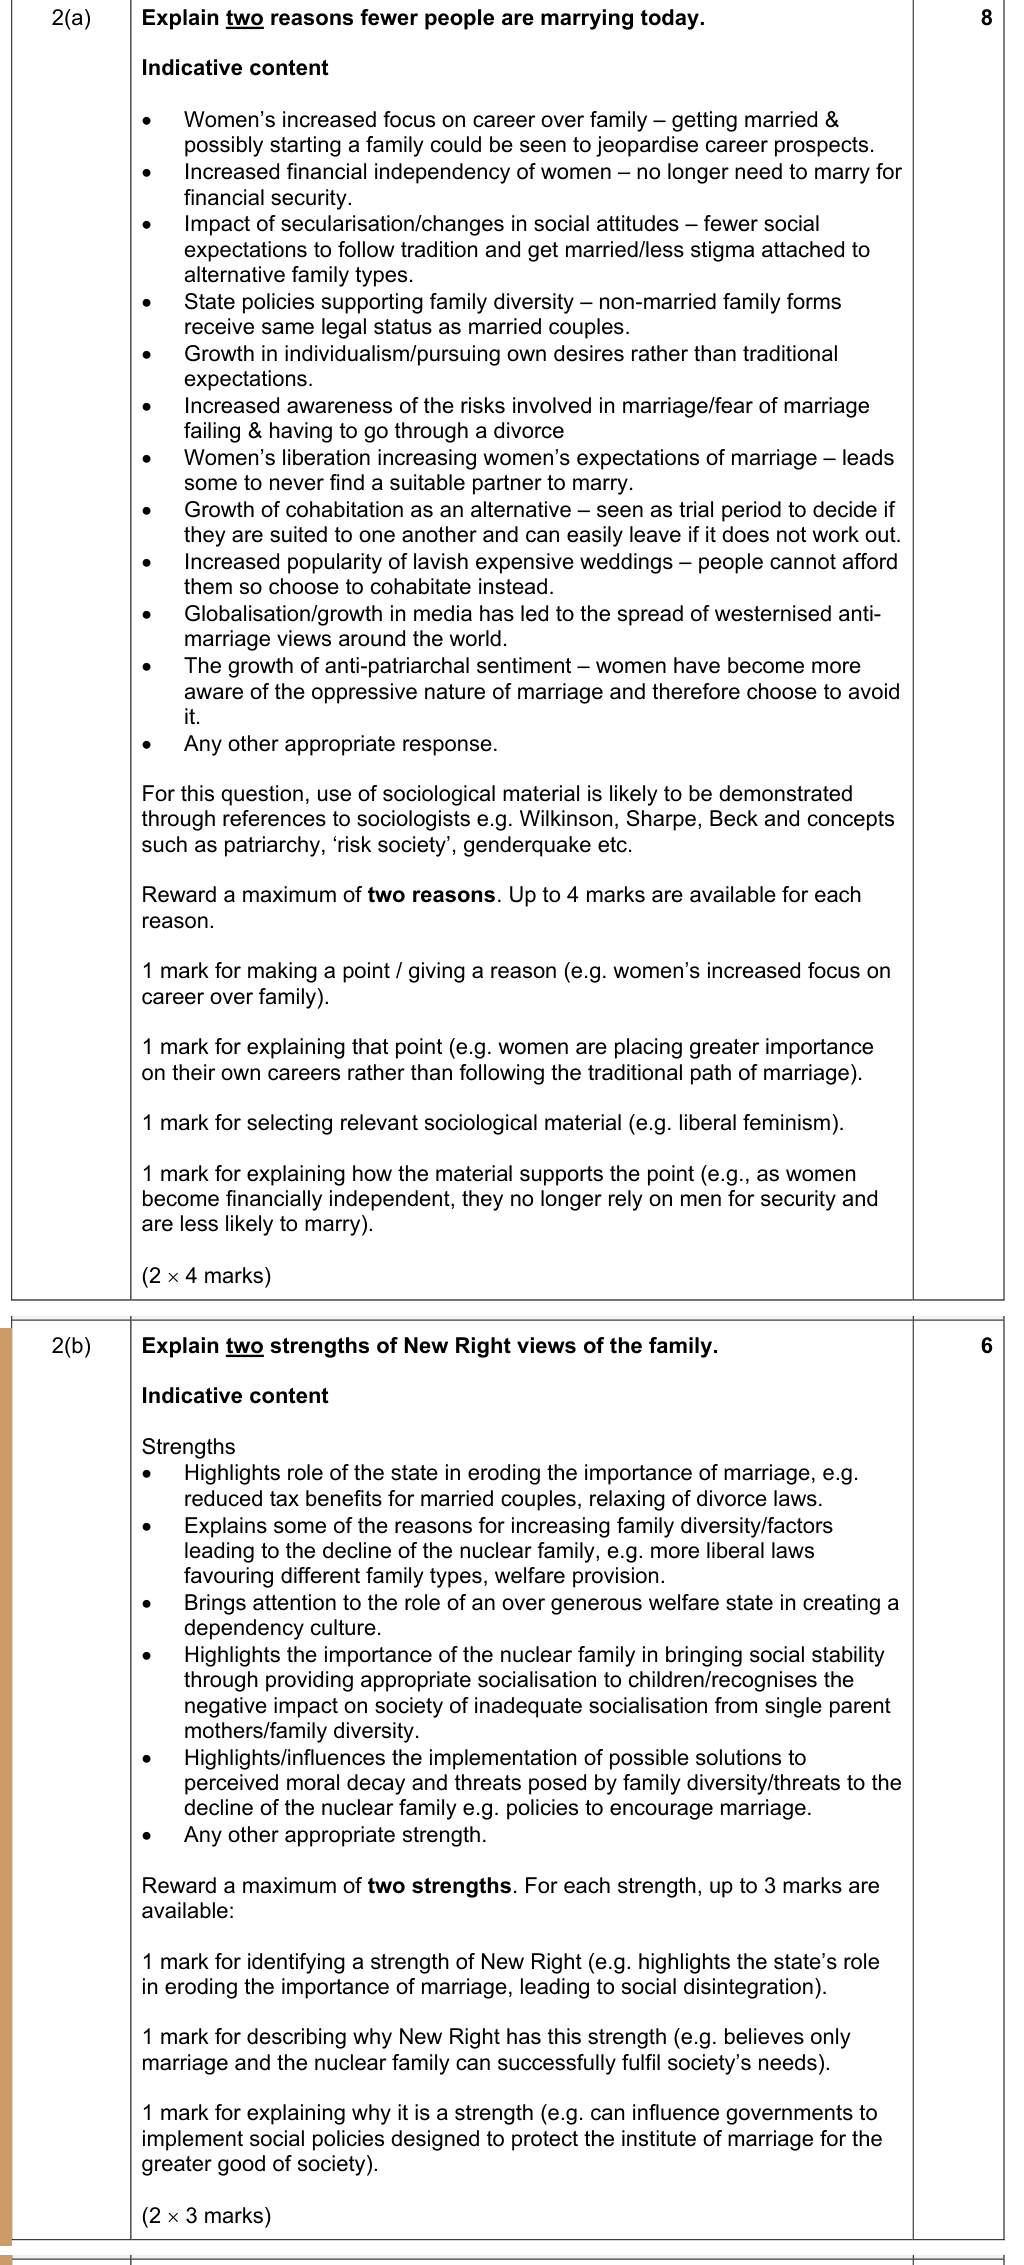 2(a)
Explain two reasons fewer people are marrying today.
8
Indicative content
• Women’s increased focus on career over family – getting married &
possibly starting a family could be seen to jeopardise career prospects.
• Increased financial independency of women – no longer need to marry for
financial security.
• Impact of secularisation/changes in social attitudes – fewer social
expectations to follow tradition and get married/less stigma attached to
alternative family types.
• State policies supporting family diversity – non-married family forms
receive same legal status as married couples.
• Growth in individualism/pursuing own desires rather than traditional
expectations.
• Increased awareness of the risks involved in marriage/fear of marriage
failing & having to go through a divorce
• Women’s liberation increasing women’s expectations of marriage – leads
some to never find a suitable partner to marry.
• Growth of cohabitation as an alternative – seen as trial period to decide if
they are suited to one another and can easily leave if it does not work out.
• Increased popularity of lavish expensive weddings – people cannot afford
them so choose to cohabitate instead.
• Globalisation/growth in media has led to the spread of westernised anti-
marriage views around the world.
• The growth of anti-patriarchal sentiment – women have become more
aware of the oppressive nature of marriage and therefore choose to avoid
it.
• Any other appropriate response.
For this question, use of sociological material is likely to be demonstrated
through references to sociologists e.g. Wilkinson, Sharpe, Beck and concepts
such as patriarchy, ‘risk society’, genderquake etc.
Reward a maximum of two reasons. Up to 4 marks are available for each
reason.
1 mark for making a point / giving a reason (e.g. women’s increased focus on
career over family).
1 mark for explaining that point (e.g. women are placing greater importance
on their own careers rather than following the traditional path of marriage).
1 mark for selecting relevant sociological material (e.g. liberal feminism).
1 mark for explaining how the material supports the point (e.g., as women
become financially independent, they no longer rely on men for security and
are less likely to marry).
(2 × 4 marks)
2(b)
Explain two strengths of New Right views of the family.
6
Indicative content
Strengths
• Highlights role of the state in eroding the importance of marriage, e.g.
reduced tax benefits for married couples, relaxing of divorce laws.
• Explains some of the reasons for increasing family diversity/factors
leading to the decline of the nuclear family, e.g. more liberal laws
favouring different family types, welfare provision.
• Brings attention to the role of an over generous welfare state in creating a
dependency culture.
• Highlights the importance of the nuclear family in bringing social stability
through providing appropriate socialisation to children/recognises the
negative impact on society of inadequate socialisation from single parent
mothers/family diversity.
• Highlights/influences the implementation of possible solutions to
perceived moral decay and threats posed by family diversity/threats to the
decline of the nuclear family e.g. policies to encourage marriage.
• Any other appropriate strength.
Reward a maximum of two strengths. For each strength, up to 3 marks are
available:
1 mark for identifying a strength of New Right (e.g. highlights the state’s role
in eroding the importance of marriage, leading to social disintegration).
1 mark for describing why New Right has this strength (e.g. believes only
marriage and the nuclear family can successfully fulfil society’s needs).
1 mark for explaining why it is a strength (e.g. can influence governments to
implement social policies designed to protect the institute of marriage for the
greater good of society).
(2 × 3 marks)